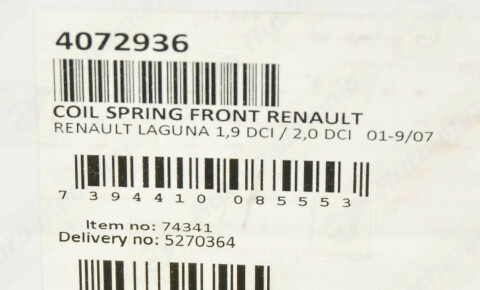 4072936
COIL SPRING FRONT RENAULT
RENAULT LAGUNA 1,9 DCI / 2,0 DCI 01-9/07
7 394410 085553
Item no: 74341
Delivery no: 5270364